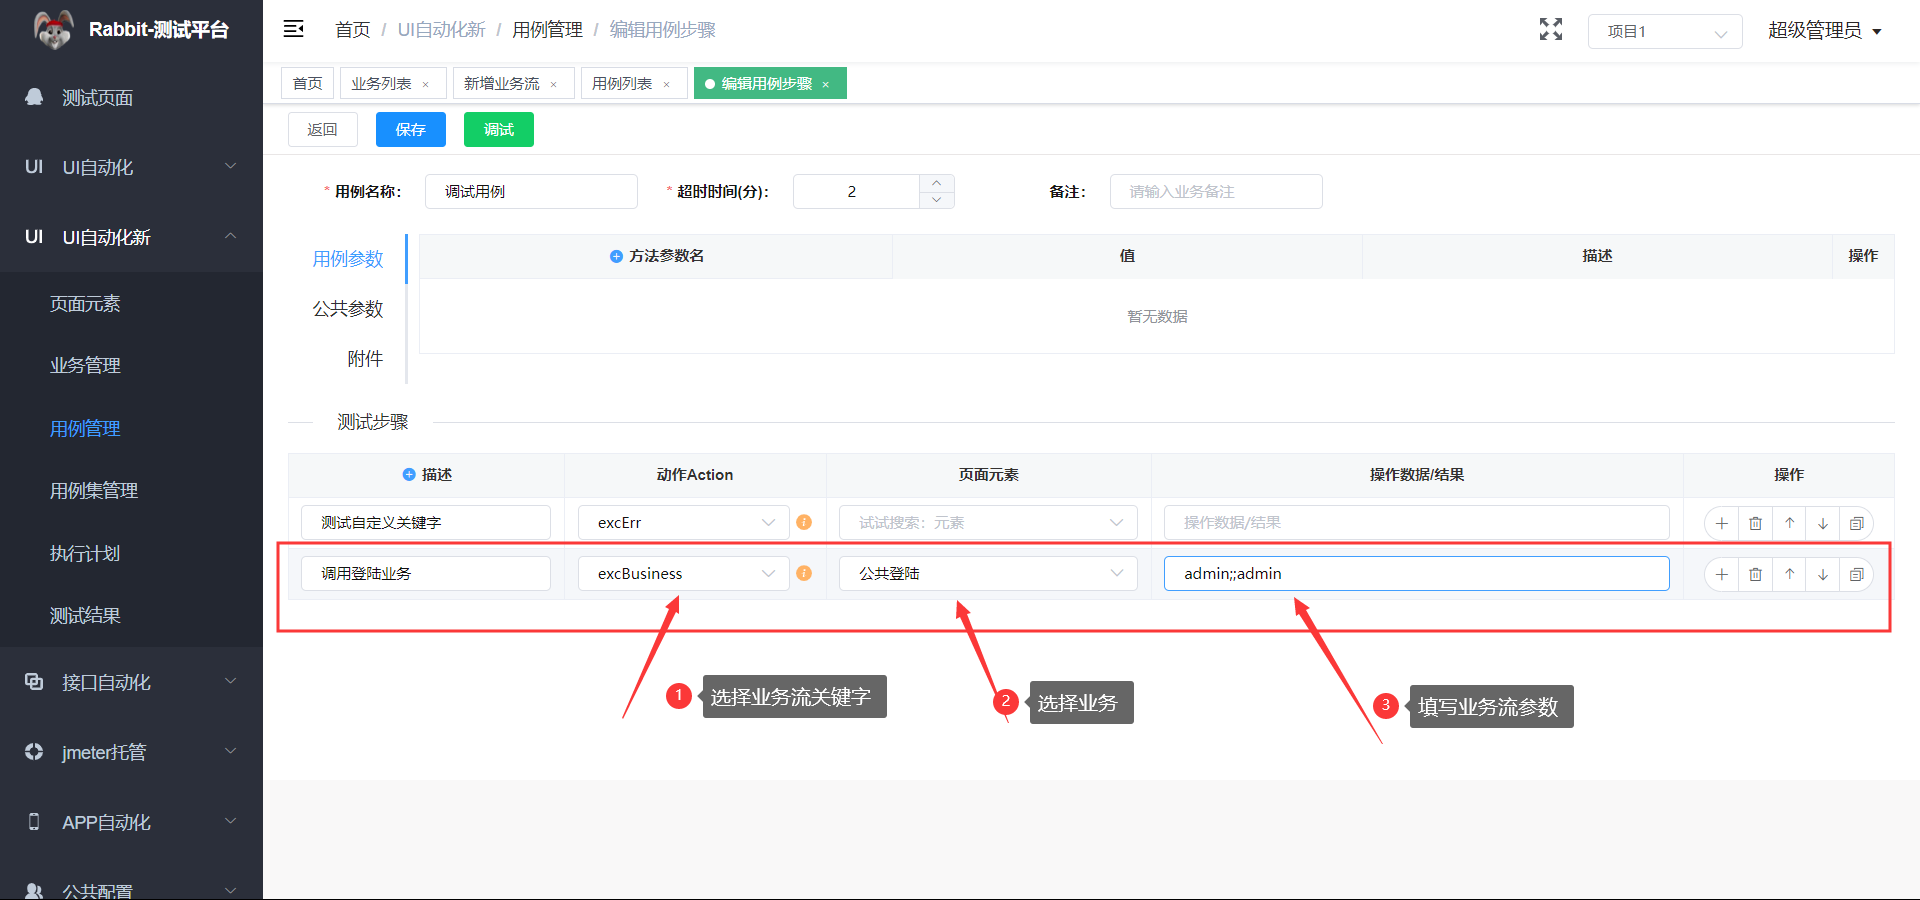 Rabbit-测试平台
首页 / UI自动化新 / 用例管理 / 编辑用例步骤
项目1
超级管理员
首页
业务列表 ×
新增业务流 ×
用例列表 ×
编辑用例步骤 ×
测试页面
UI UI自动化
UI UI自动化新
页面元素
业务管理
用例管理
用例集管理
执行计划
测试结果
接口自动化
jmeter托管
APP自动化
公共配置
返回
保存
调试
* 用例名称：
调试用例
* 超时时间(分)：
2
备注：
请输入业务备注
用例参数
公共参数
附件
方法参数名 值 描述 操作
暂无数据
测试步骤
描述 动作Action 页面元素 操作数据/结果 操作
测试自定义关键字 excErr 试试搜索：元素 操作数据/结果
调用登陆业务 excBusiness 公共登陆 admin;;admin
1 选择业务流关键字
2 选择业务
3 填写业务流参数